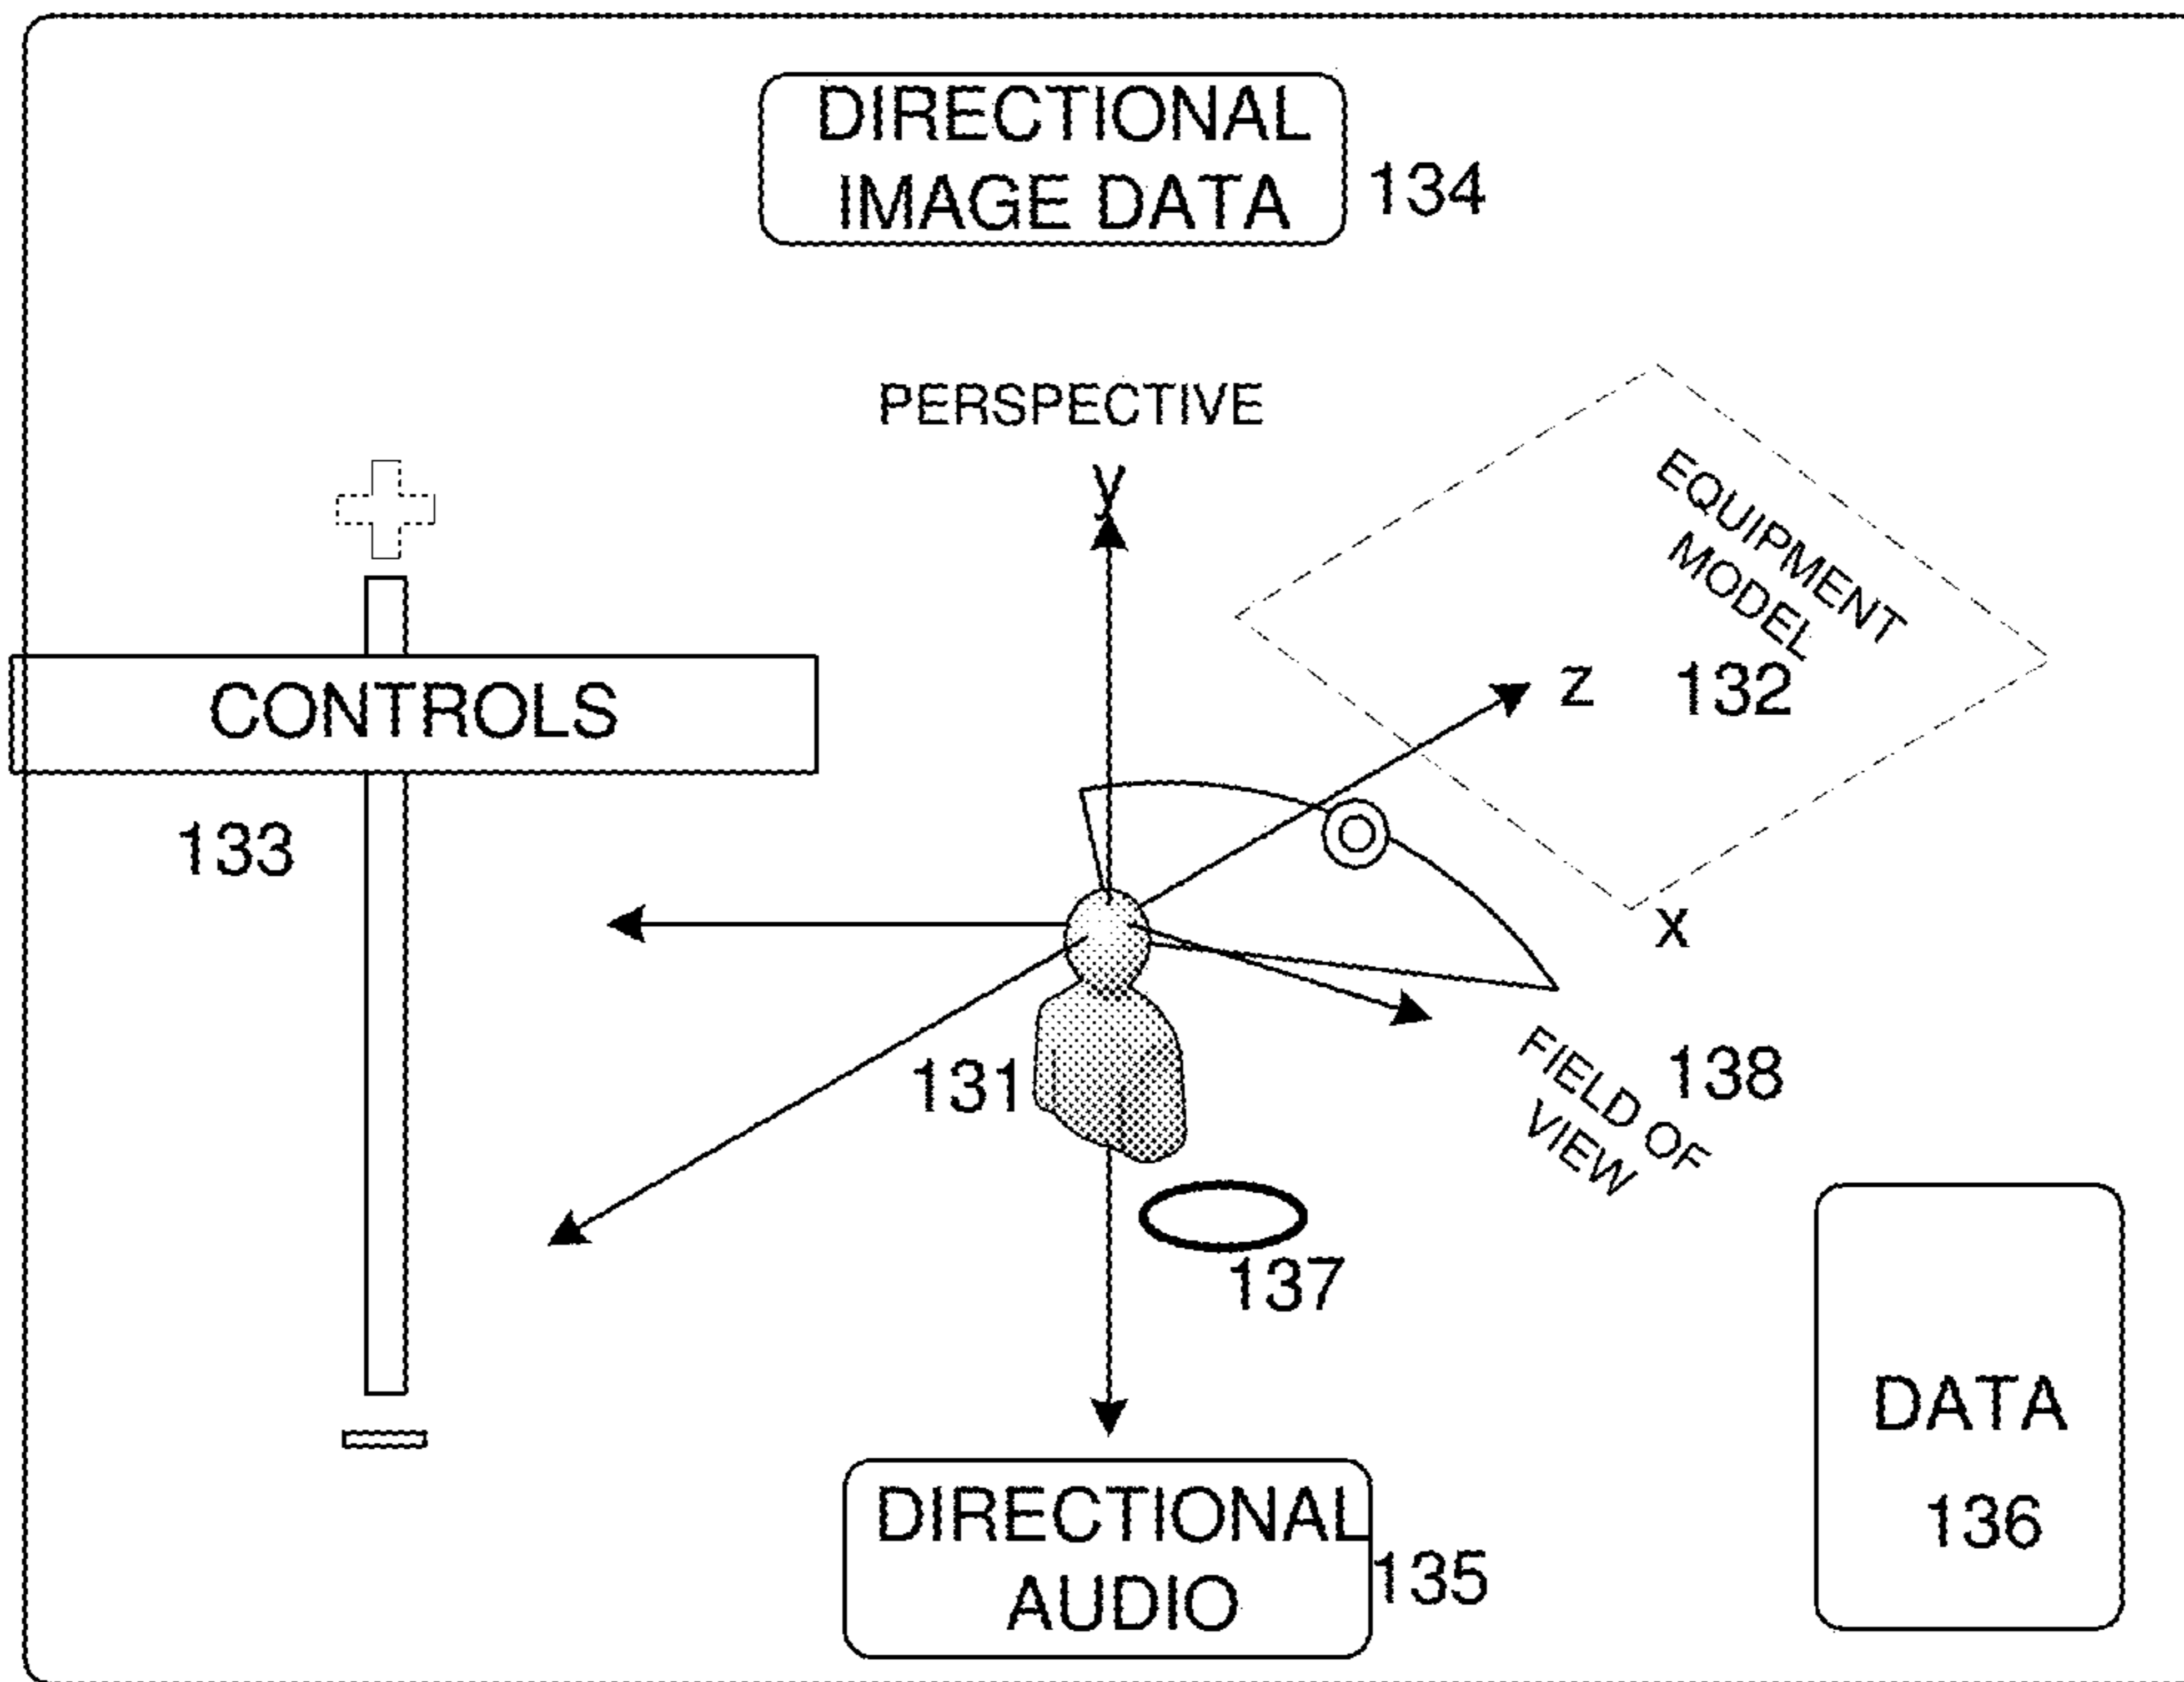 DIRECTIONAL
IMAGE DATA
134
PERSPECTIVE
y
EQUIPMENT
MODEL
132
z
CONTROLS
133
x
131
138
FIELD OF
VIEW
137
DATA
136
DIRECTIONAL
AUDIO
135